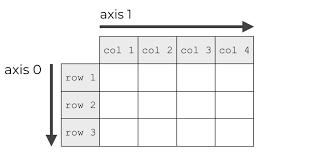 axis 1
col 1 col 2 col 3 col 4
axis 0
row 1
row 2
row 3